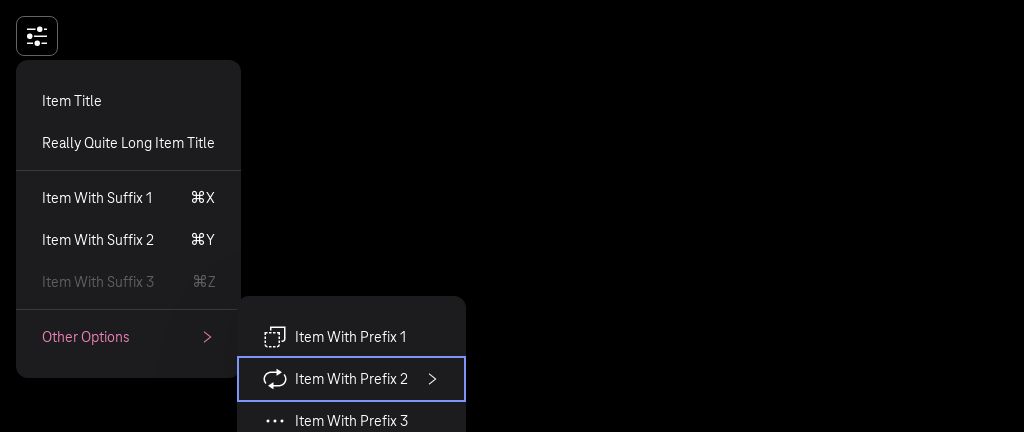 Item Title
Really Quite Long Item Title
Item With Suffix 1 ⌘X
Item With Suffix 2 ⌘Y
Item With Suffix 3 ⌘Z
Other Options
Item With Prefix 1
Item With Prefix 2
Item With Prefix 3